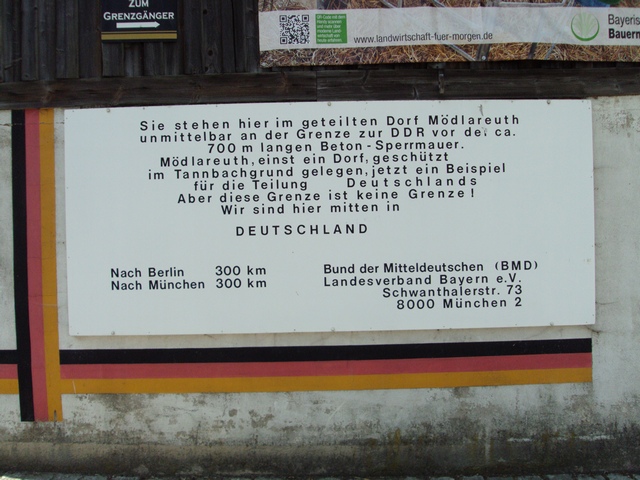 ZUM
GRENZGÄNGER
www.landwirtschaft-fuer-morgen.de
Bayeris
Bauern
Sie stehen hier im geteilten Dorf Mödlareuth
unmittelbar an der Grenze zur DDR vor de. ca.
700 m langen Beton - Sperrmauer.
Mödlareuth, einst ein Dorf, geschützt
im Tannbachgrund gelegen, jetzt ein Beispiel
für die Teilung Deutschlands
Aber diese Grenze ist keine Grenze !
Wir sind hier mitten in
DEUTSCHLAND
Nach Berlin 300 km
Nach München 300 km
Bund der Mitteldeutschen (BMD)
Landesverband Bayern e.V.
Schwanthalerstr. 73
8000 München 2